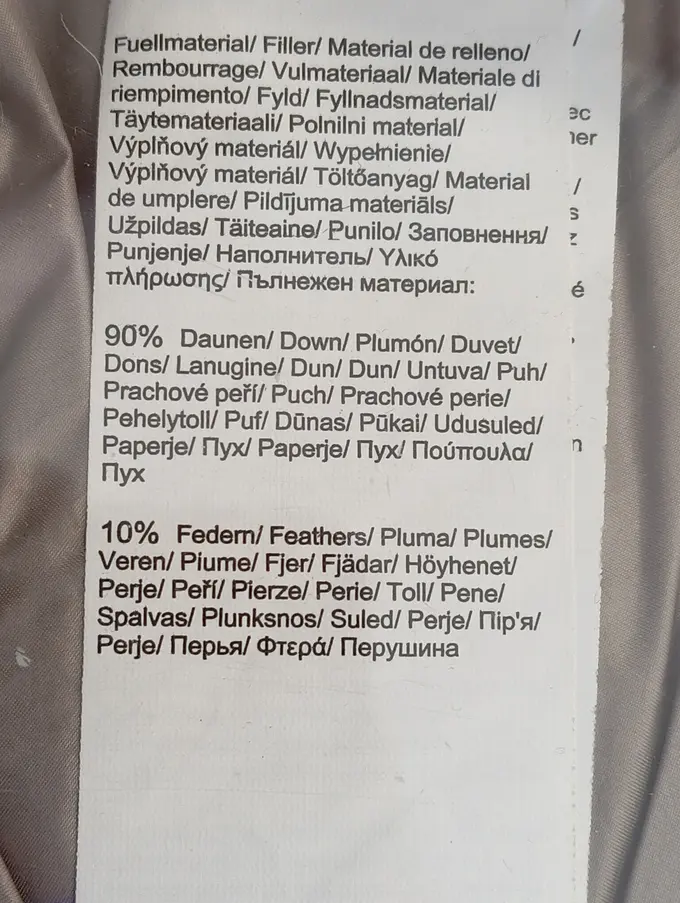 Fuellmaterial/ Filler/ Material de relleno/
Rembourrage/ Vulmateriaal/ Materiale di
riempimento/ Fyld/ Fyllnadsmaterial/
Täytemateriaali/ Polnilni material/
Výplňový materiál/ Wypełnienie/
Výplňový materiál/ Töltőanyag/ Material
de umplere/ Pildījuma materiāls/
Užpildas/ Täiteaine/ Punilo/ Заповнення/
Punjenje/ Наполнитель/ Υλικό
πλήρωσης/ Пълнежен материал:
90% Daunen/ Down/ Plumón/ Duvet/
Dons/ Lanugine/ Dun/ Dun/ Untuva/ Puh/
Prachové peří/ Puch/ Prachové perie/
Pehelytoll/ Puf/ Dūnas/ Pūkai/ Udusuled/
Paperje/ Пух/ Paperje/ Пух/ Πούπουλα/
Пух
10% Federn/ Feathers/ Pluma/ Plumes/
Veren/ Piume/ Fjer/ Fjädar/ Höyhenet/
Perje/ Peří/ Pierze/ Perie/ Toll/ Pene/
Spalvas/ Plunksnos/ Suled/ Perje/ Пір'я/
Perje/ Перья/ Φτερά/ Перушина